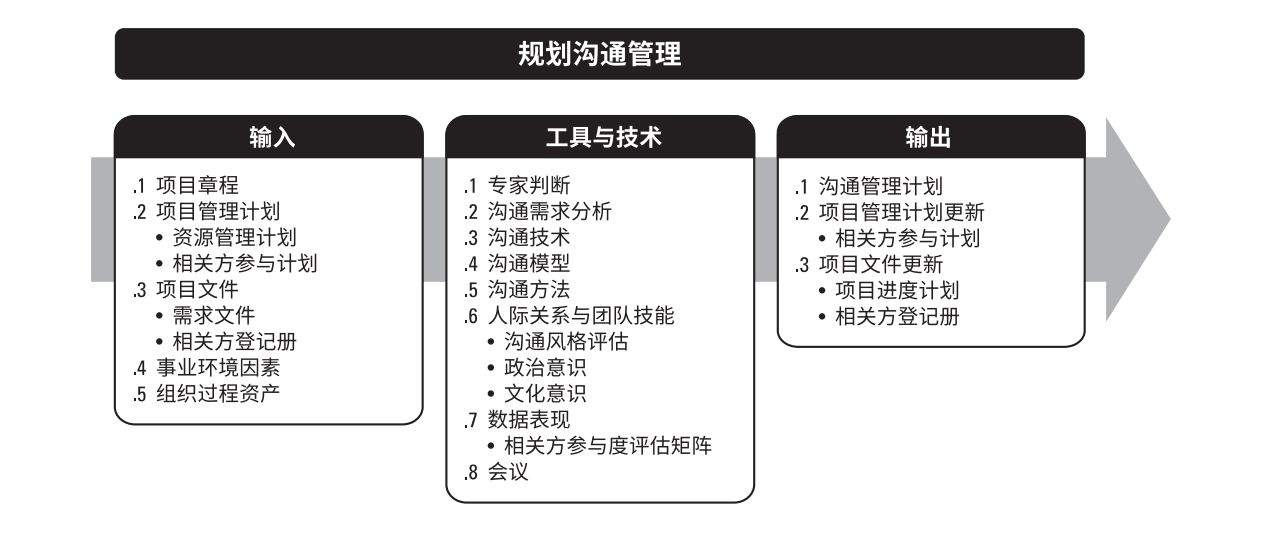 规划沟通管理
输入
.1 项目章程
.2 项目管理计划
• 资源管理计划
• 相关方参与计划
.3 项目文件
• 需求文件
• 相关方登记册
.4 事业环境因素
.5 组织过程资产
工具与技术
.1 专家判断
.2 沟通需求分析
.3 沟通技术
.4 沟通模型
.5 沟通方法
.6 人际关系与团队技能
• 沟通风格评估
• 政治意识
• 文化意识
.7 数据表现
• 相关方参与度评估矩阵
.8 会议
输出
.1 沟通管理计划
.2 项目管理计划更新
• 相关方参与计划
.3 项目文件更新
• 项目进度计划
• 相关方登记册